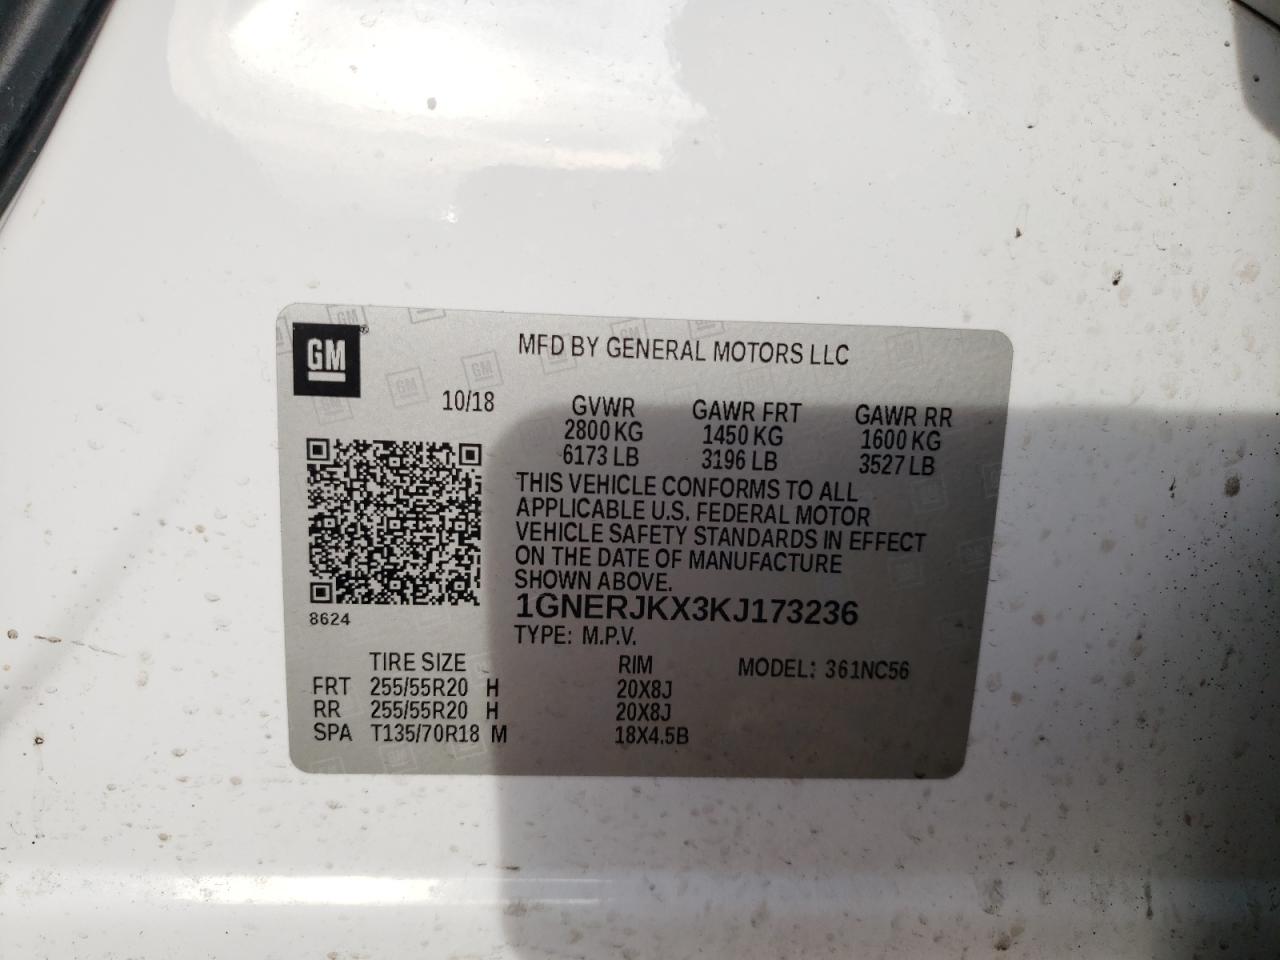 GM
MFD BY GENERAL MOTORS LLC
10/18 GVWR GAWR FRT GAWR RR
2800 KG 1450 KG 1600 KG
6173 LB 3196 LB 3527 LB
THIS VEHICLE CONFORMS TO ALL
APPLICABLE U.S. FEDERAL MOTOR
VEHICLE SAFETY STANDARDS IN EFFECT
ON THE DATE OF MANUFACTURE
SHOWN ABOVE.
1GNERJKX3KJ173236
8624
TYPE: M.P.V.
TIRE SIZE RIM MODEL: 361NC56
FRT 255/55R20 H 20X8J
RR 255/55R20 H 20X8J
SPA T135/70R18 M 18X4.5B